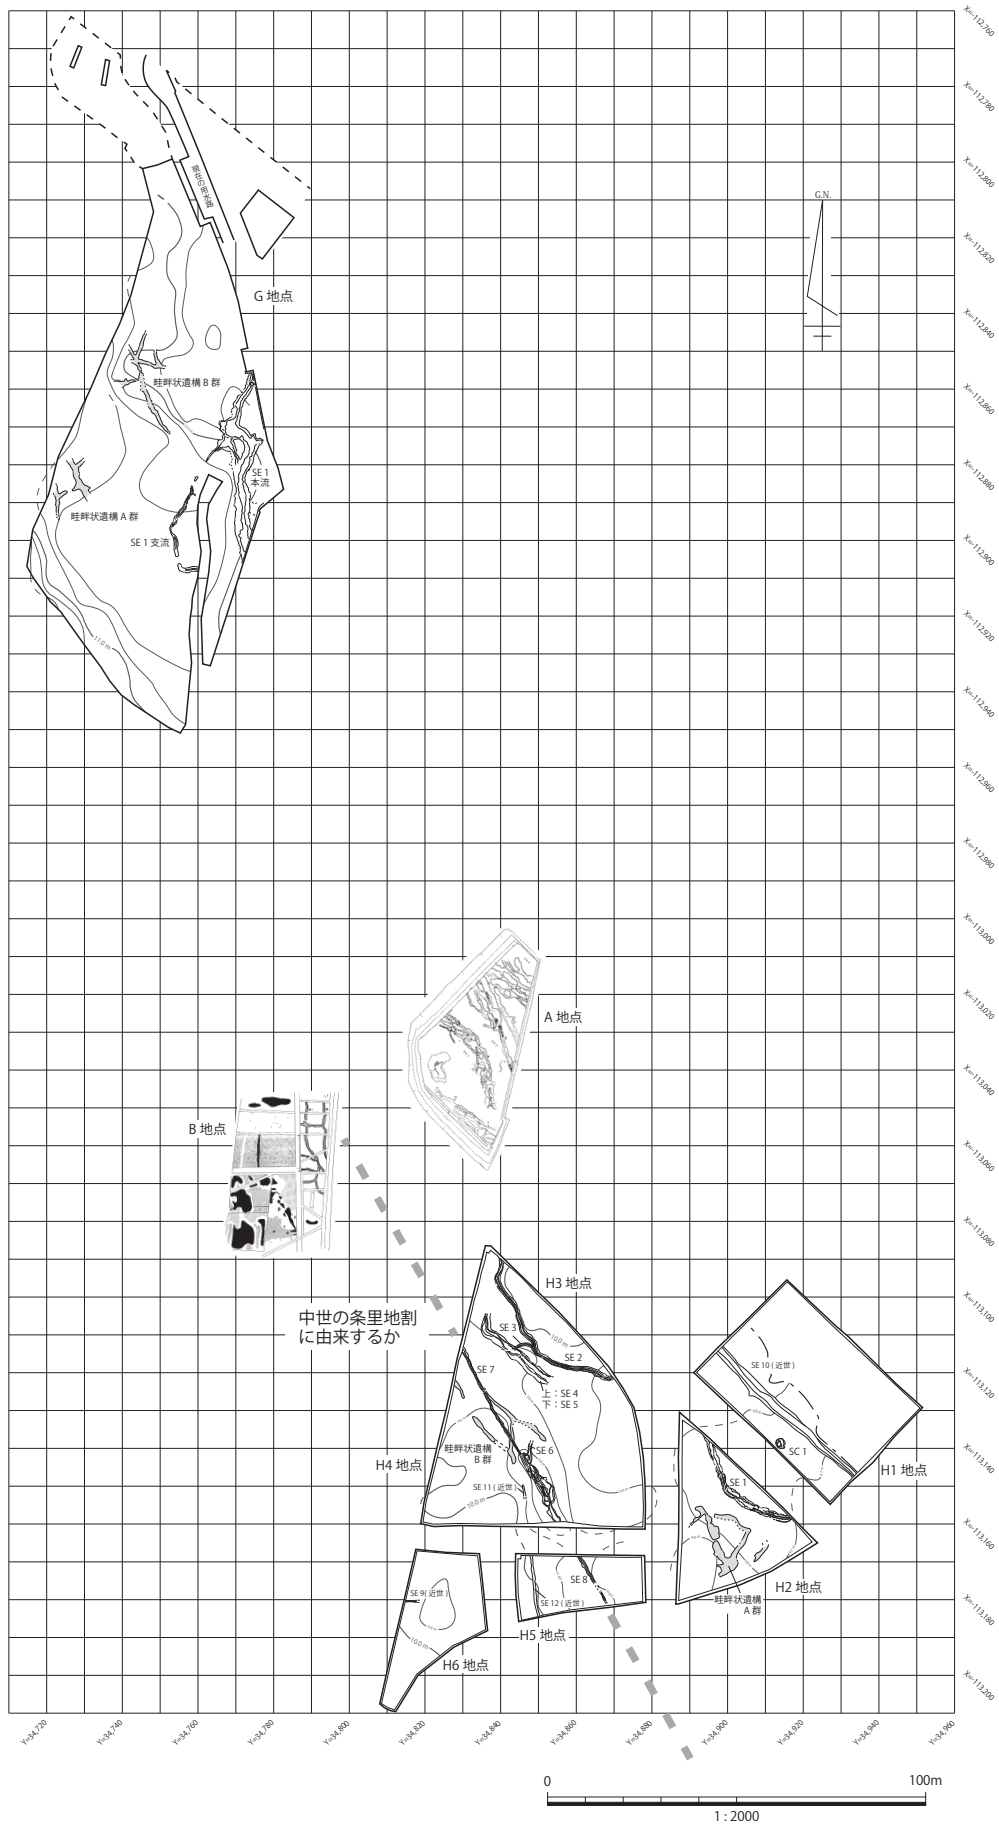 X=-112,760
X=-112,780
X=-112,800
X=-112,820
X=-112,840
X=-112,860
X=-112,880
X=-112,900
X=-112,920
X=-112,940
X=-112,960
X=-112,980
X=-113,000
X=-113,020
X=-113,040
X=-113,060
X=-113,080
X=-113,100
X=-113,120
X=-113,140
X=-113,160
X=-113,180
X=-113,200
現在の用水路
G.N.
G 地点
畦畔状遺構 B 群
SE 1
本流
畦畔状遺構 A 群
SE 1 支流
11.0 m
A 地点
B 地点
中世の条里地割
に由来するか
H3 地点
SE 3
10.0 m
SE 2
SE 7
上：SE 4
下：SE 5
SE 10 ( 近世 )
畦畔状遺構
B 群
SE 6
H4 地点
SE 11 ( 近世 )
10.0 m
SC 1
H1 地点
SE 1
H2 地点
畦畔状遺構
A 群
SE 8
SE 12 ( 近世 )
H5 地点
SE 9( 近世 )
10.0 m
H6 地点
Y=34,720
Y=34,740
Y=34,760
Y=34,780
Y=34,800
Y=34,820
Y=34,840
Y=34,860
Y=34,880
Y=34,900
Y=34,920
Y=34,940
Y=34,960
0
100m
1 : 2000